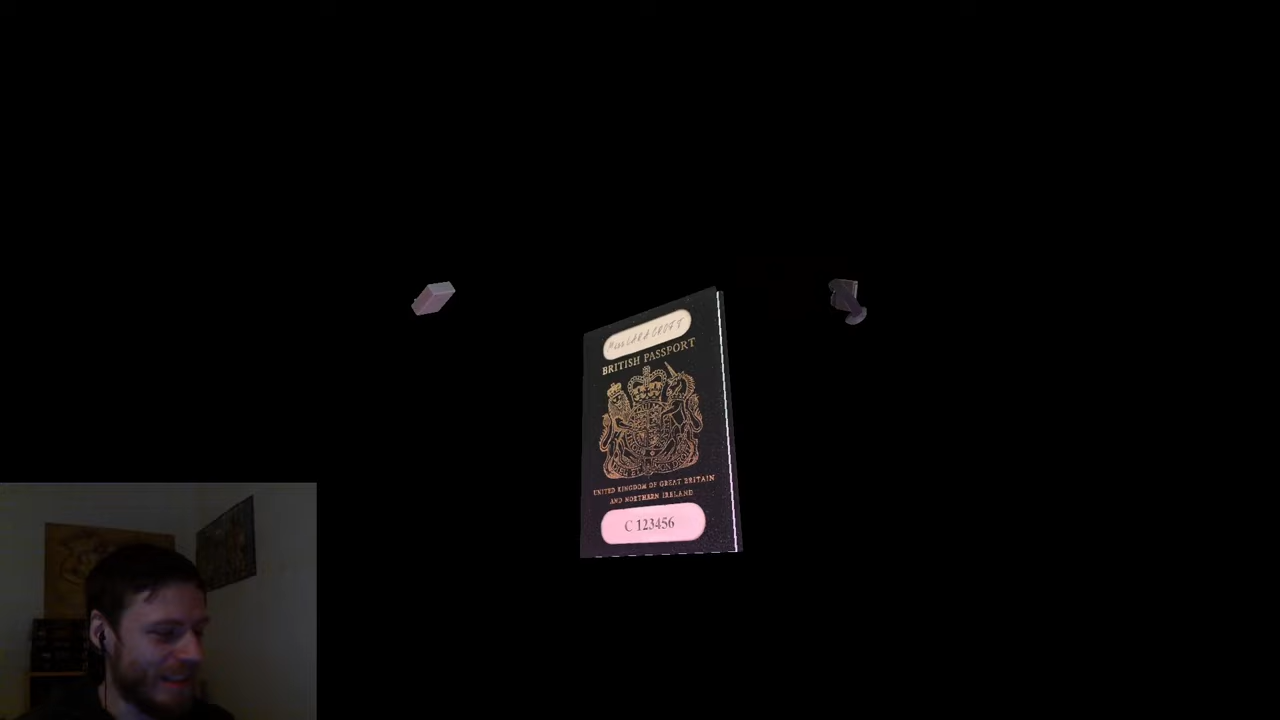 Miss LARA CROFT
BRITISH PASSPORT
UNITED KINGDOM OF GREAT BRITAIN
AND NORTHERN IRELAND
C 123456